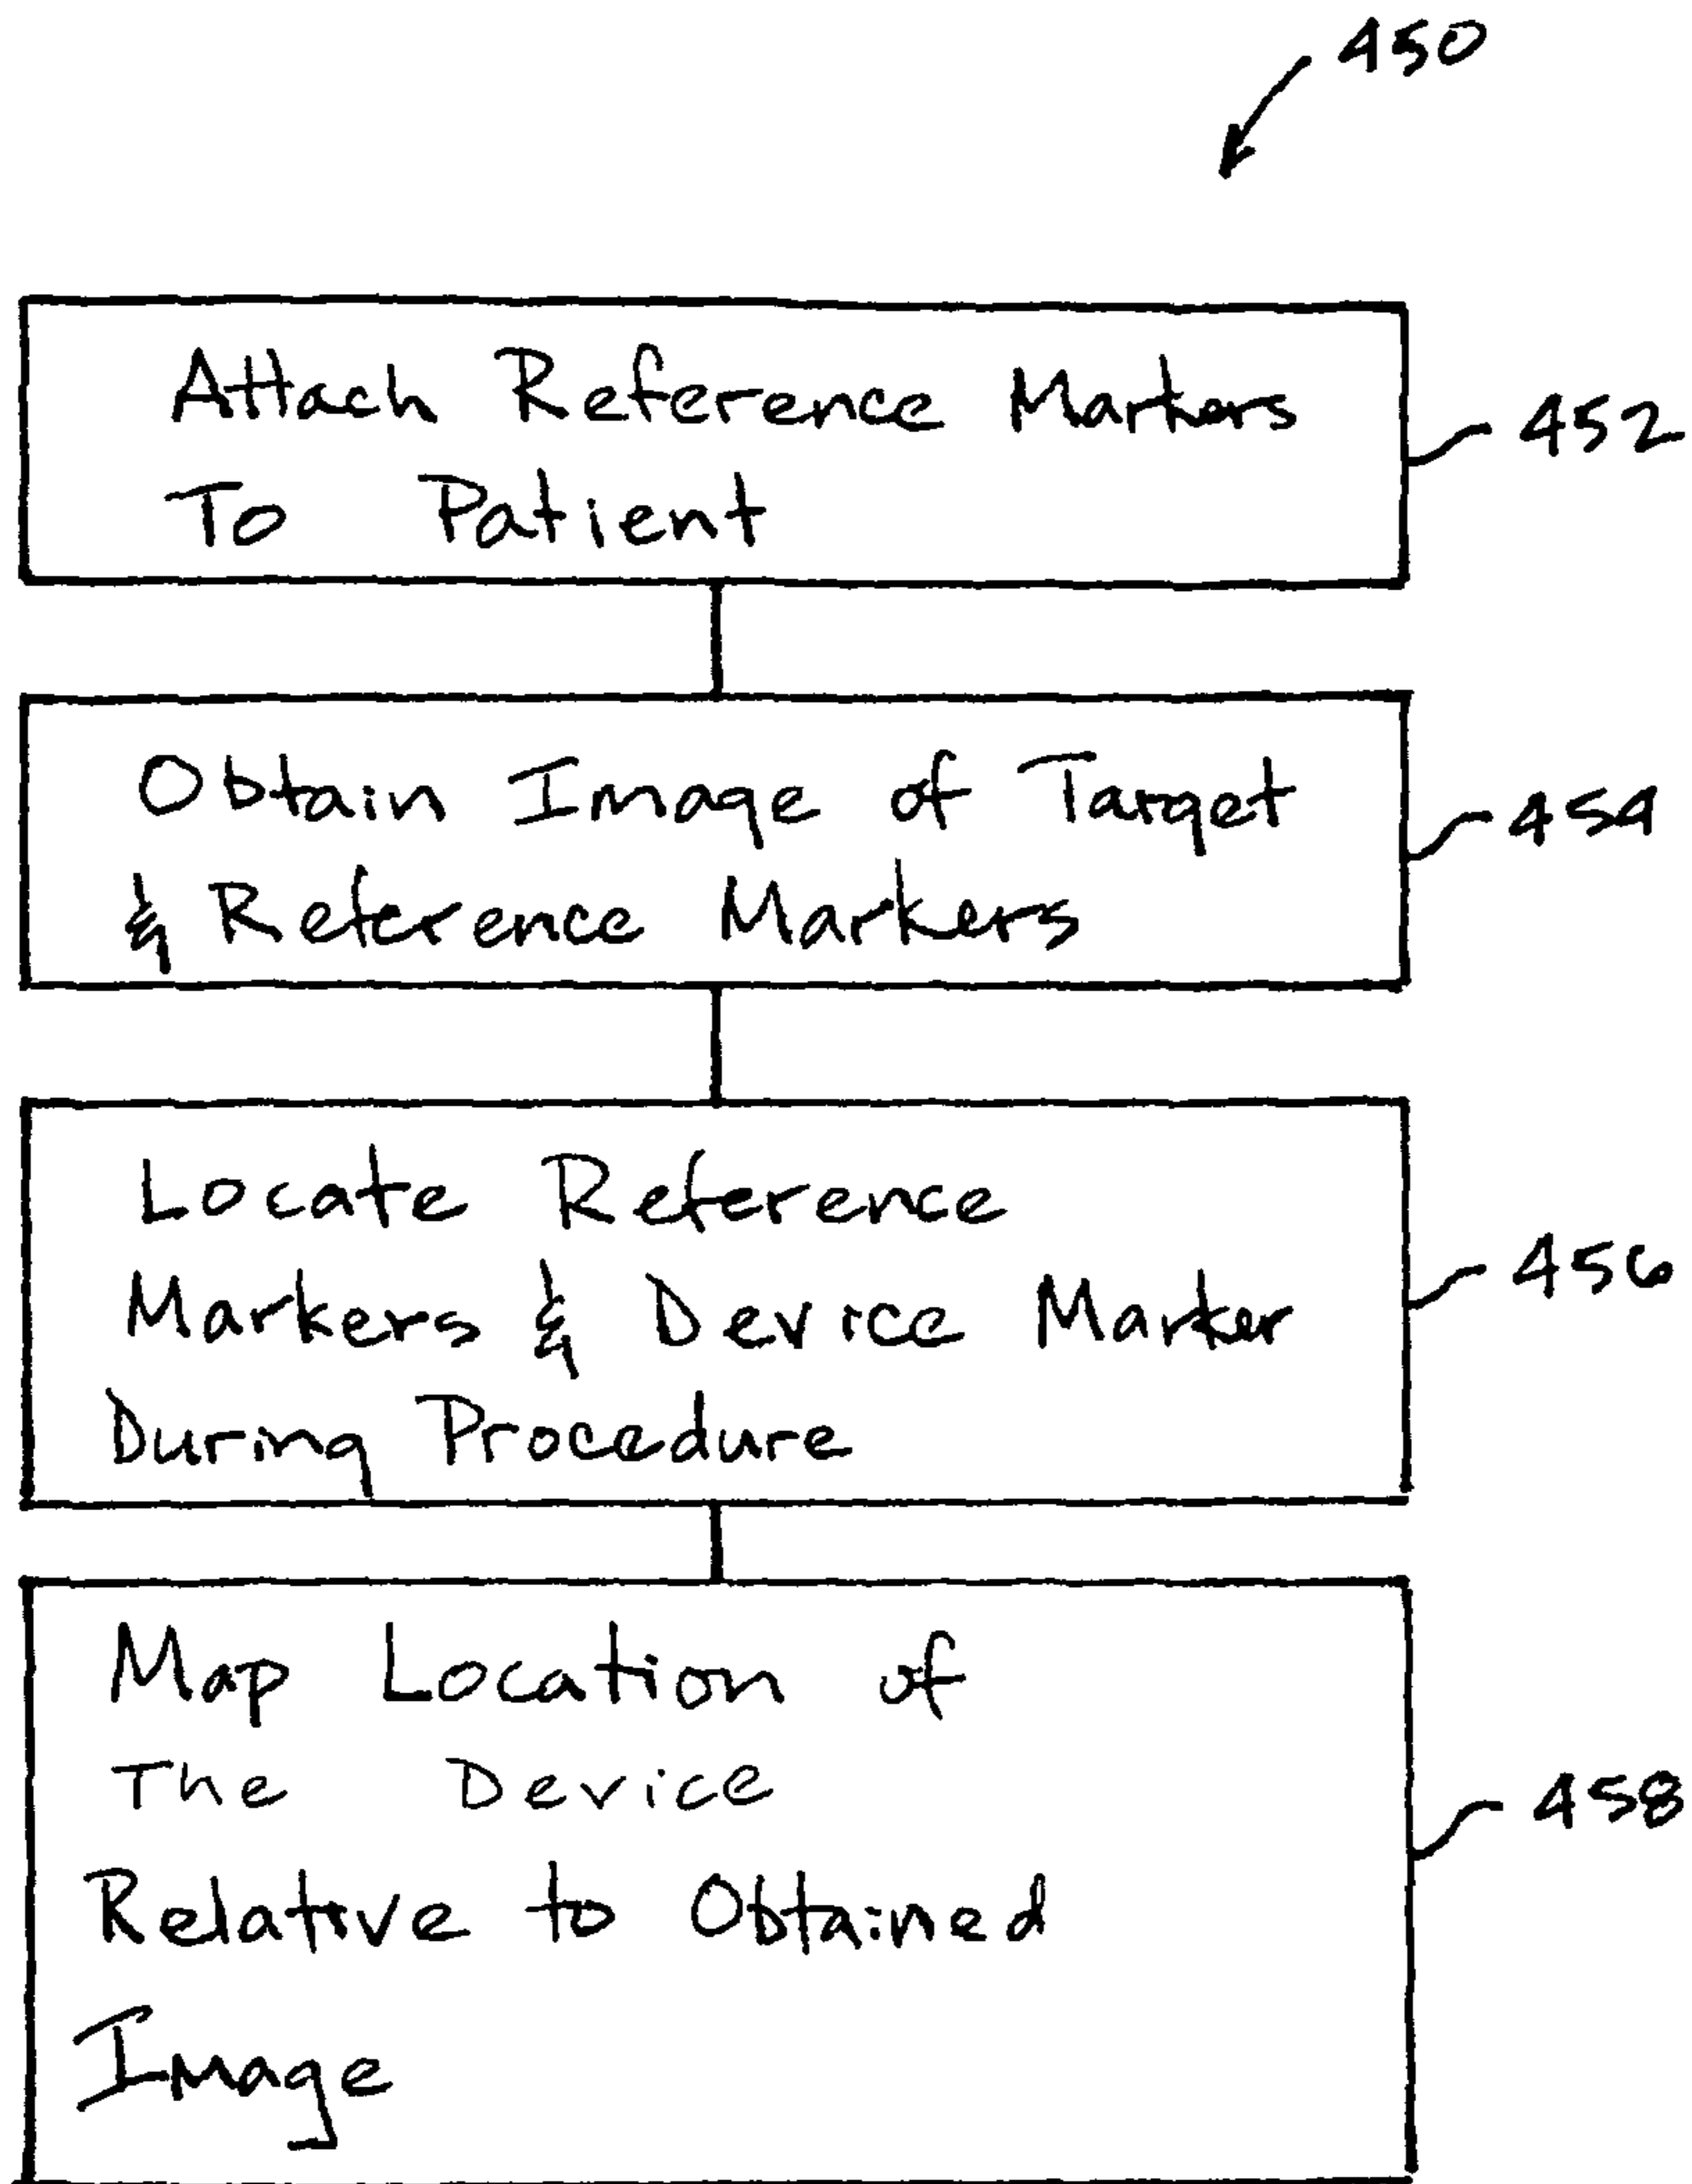 450
Attach Reference Markers
To Patient
452
Obtain Image of Target
& Reference Markers
454
Locate Reference
Markers & Device Marker
During Procedure
456
Map Location of
The Device
Relative to Obtained
Image
458